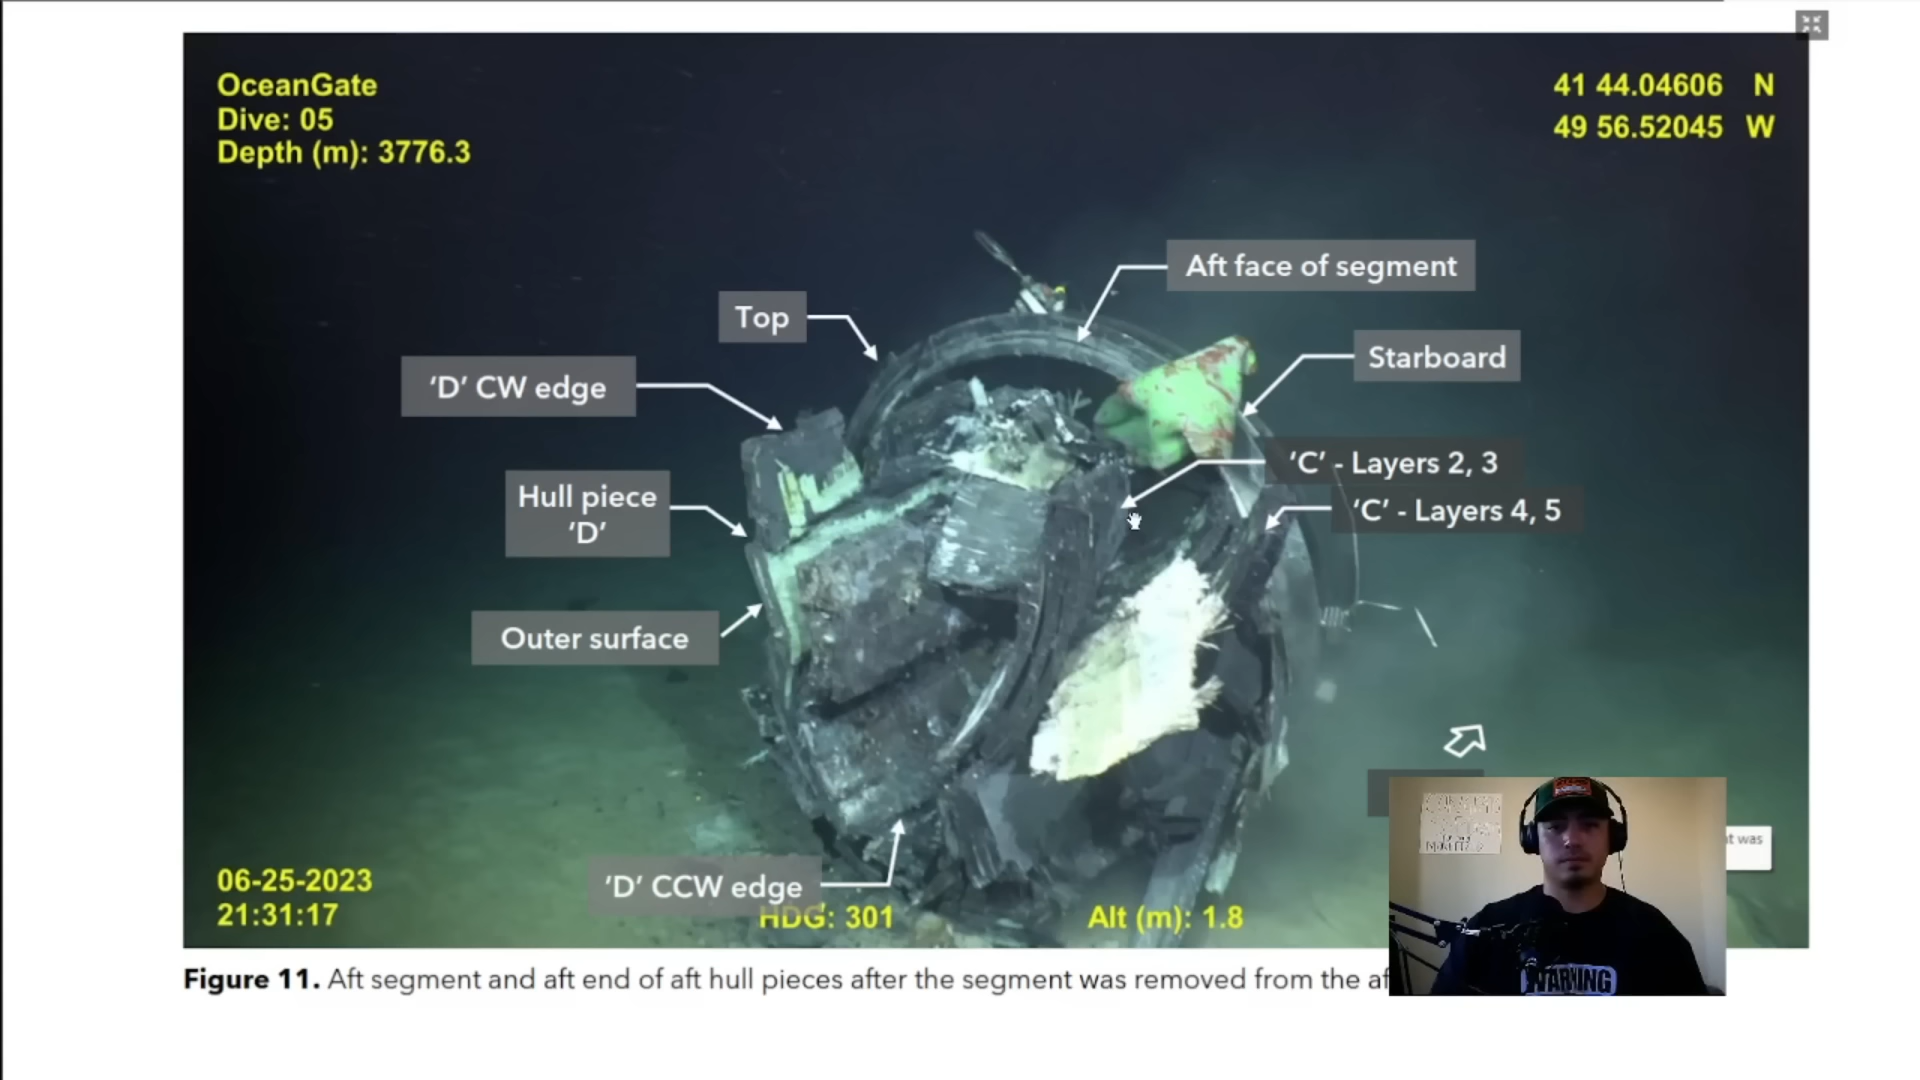 OceanGate
Dive: 05
Depth (m): 3776.3
41 44.04606 N
49 56.52045 W
Aft face of segment
Top
Starboard
'D' CW edge
'C' - Layers 2, 3
Hull piece
'D'
'C' - Layers 4, 5
Outer surface
'D' CCW edge
06-25-2023
21:31:17
HDG: 301
Alt (m): 1.8
was
WARNING
Figure 11. Aft segment and aft end of aft hull pieces after the segment was removed from the